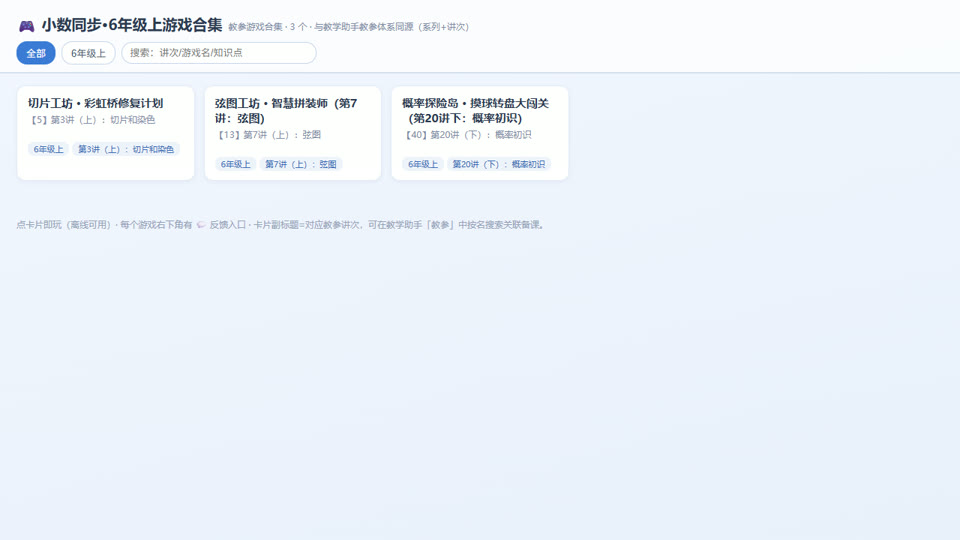 小数同步•6年级上游戏合集 教参游戏合集 · 3 个 · 与教学助手教参体系同源（系列+讲次）
全部 6年级上 搜索：讲次/游戏名/知识点
切片工坊 · 彩虹桥修复计划
【5】第3讲（上）：切片和染色
6年级上 第3讲（上）：切片和染色
弦图工坊 · 智慧拼装师（第7
讲：弦图）
【13】第7讲（上）：弦图
6年级上 第7讲（上）：弦图
概率探险岛 · 摸球转盘大闯关
（第20讲下：概率初识）
【40】第20讲（下）：概率初识
6年级上 第20讲（下）：概率初识
点卡片即玩（离线可用）· 每个游戏右下角有 反馈入口 · 卡片副标题=对应教参讲次，可在教学助手「教参」中按名搜索关联备课。